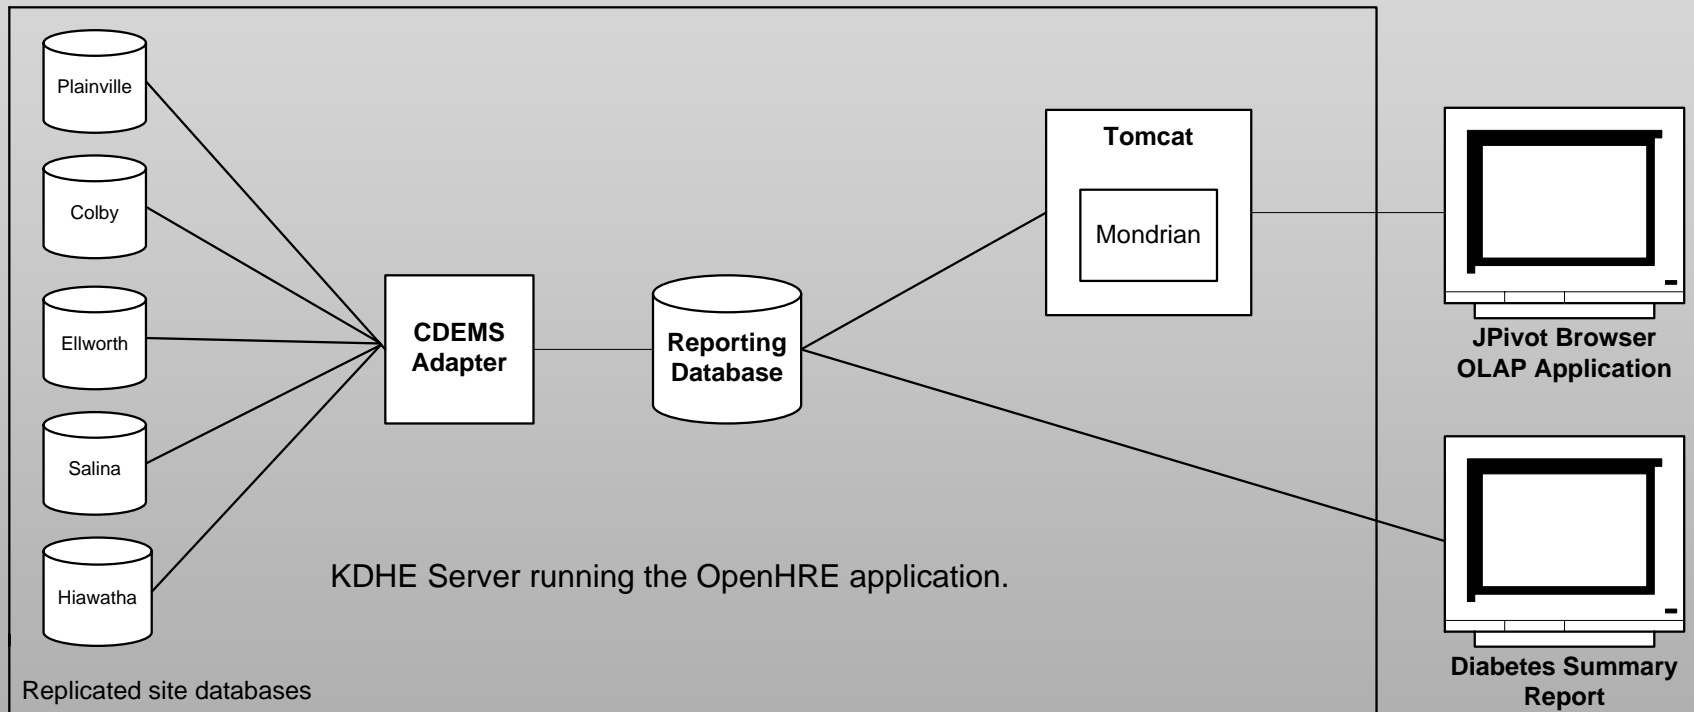 Plainville
Colby
Ellworth
Salina
Hiawatha
Replicated site databases
CDEMS
Adapter
Reporting
Database
KDHE Server running the OpenHRE application.
Tomcat
Mondrian
JPivot Browser
OLAP Application
Diabetes Summary
Report